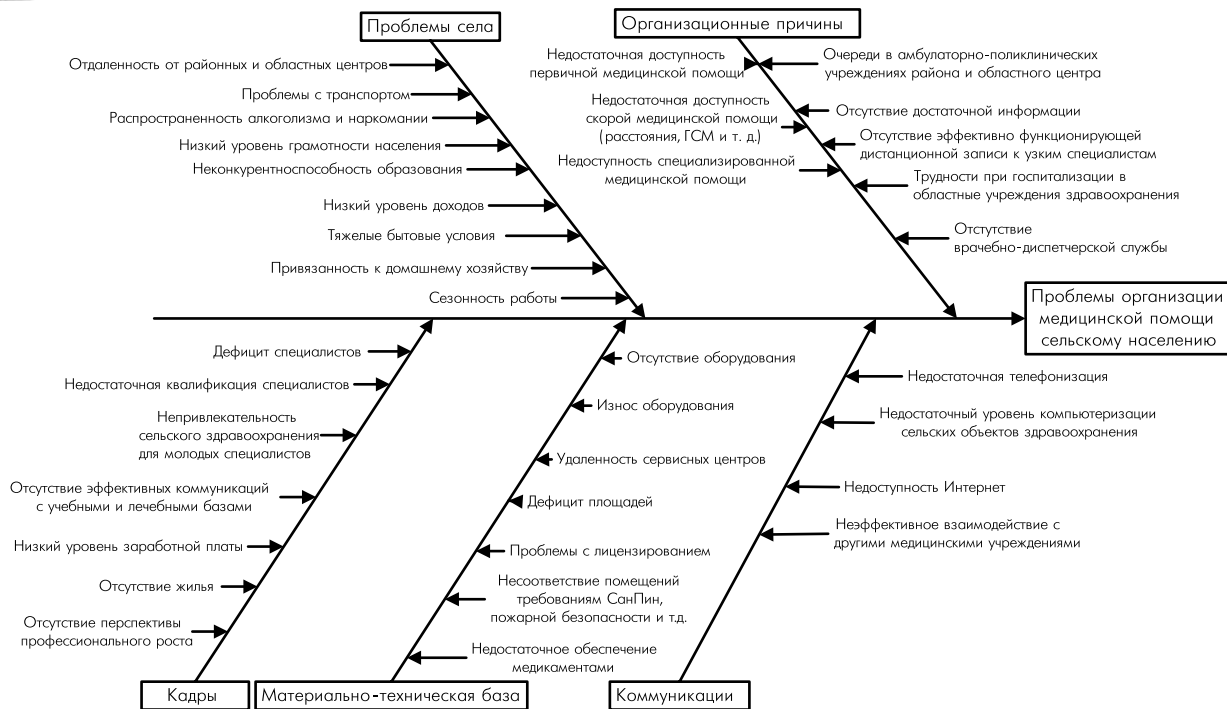 Проблемы села
Отдаленность от районных и областных центров
Проблемы с транспортом
Распространенность алкоголизма и наркомании
Низкий уровень грамотности населения
Неконкурентноспособность образования
Низкий уровень доходов
Тяжелые бытовые условия
Привязанность к домашнему хозяйству
Сезонность работы
Организационные причины
Недостаточная доступность
первичной медицинской помощи
Недостаточная доступность
скорой медицинской помощи
(расстояния, ГСМ и т. д.)
Недоступность специализированной
медицинской помощи
Очереди в амбулаторно-поликлинических
учреждениях района и областного центра
Отсутствие достаточной информации
Отсутствие эффективно функционирующей
дистанционной записи к узким специалистам
Трудности при госпитализации в
областные учреждения здравоохранения
Отстутствие
врачебно-диспетчерской службы
Проблемы организации
медицинской помощи
сельскому населению
Дефицит специалистов
Недостаточная квалификация специалистов
Непривлекательность
сельского здравоохранения
для молодых специалистов
Отсутствие эффективных коммуникаций
с учебными и лечебными базами
Низкий уровень заработной платы
Отсутствие жилья
Отсутствие перспективы
профессионального роста
Кадры
Отсутствие оборудования
Износ оборудования
Удаленность сервисных центров
Дефицит площадей
Проблемы с лицензированием
Несоответствие помещений
требованиям СанПин,
пожарной безопасности и т.д.
Недостаточное обеспечение
медикаментами
Материально-техническая база
Недостаточная телефонизация
Недостаточный уровень компьютеризации
сельских объектов здравоохранения
Недоступность Интернет
Неэффективное взаимодействие с
другими медицинскими учреждениями
Коммуникации